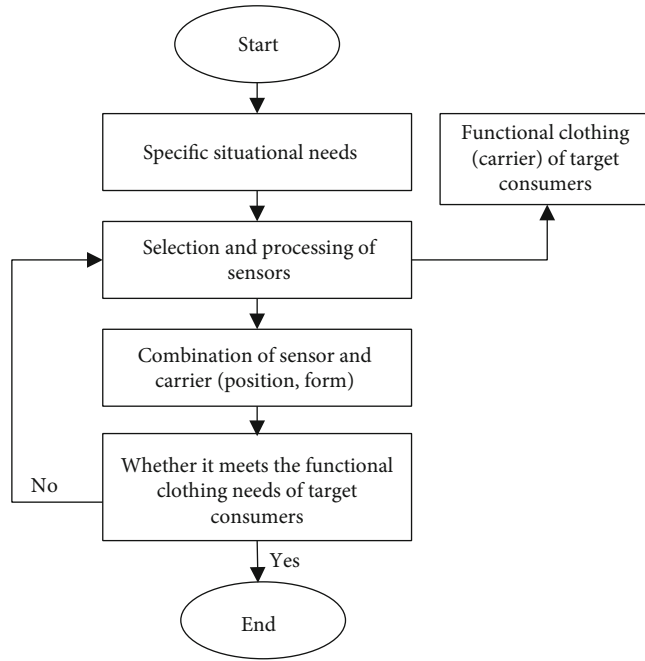 Start
Specific situational needs
Functional clothing
(carrier) of target
consumers
Selection and processing of
sensors
Combination of sensor and
carrier (position, form)
Whether it meets the functional
clothing needs of target
consumers
No
Yes
End